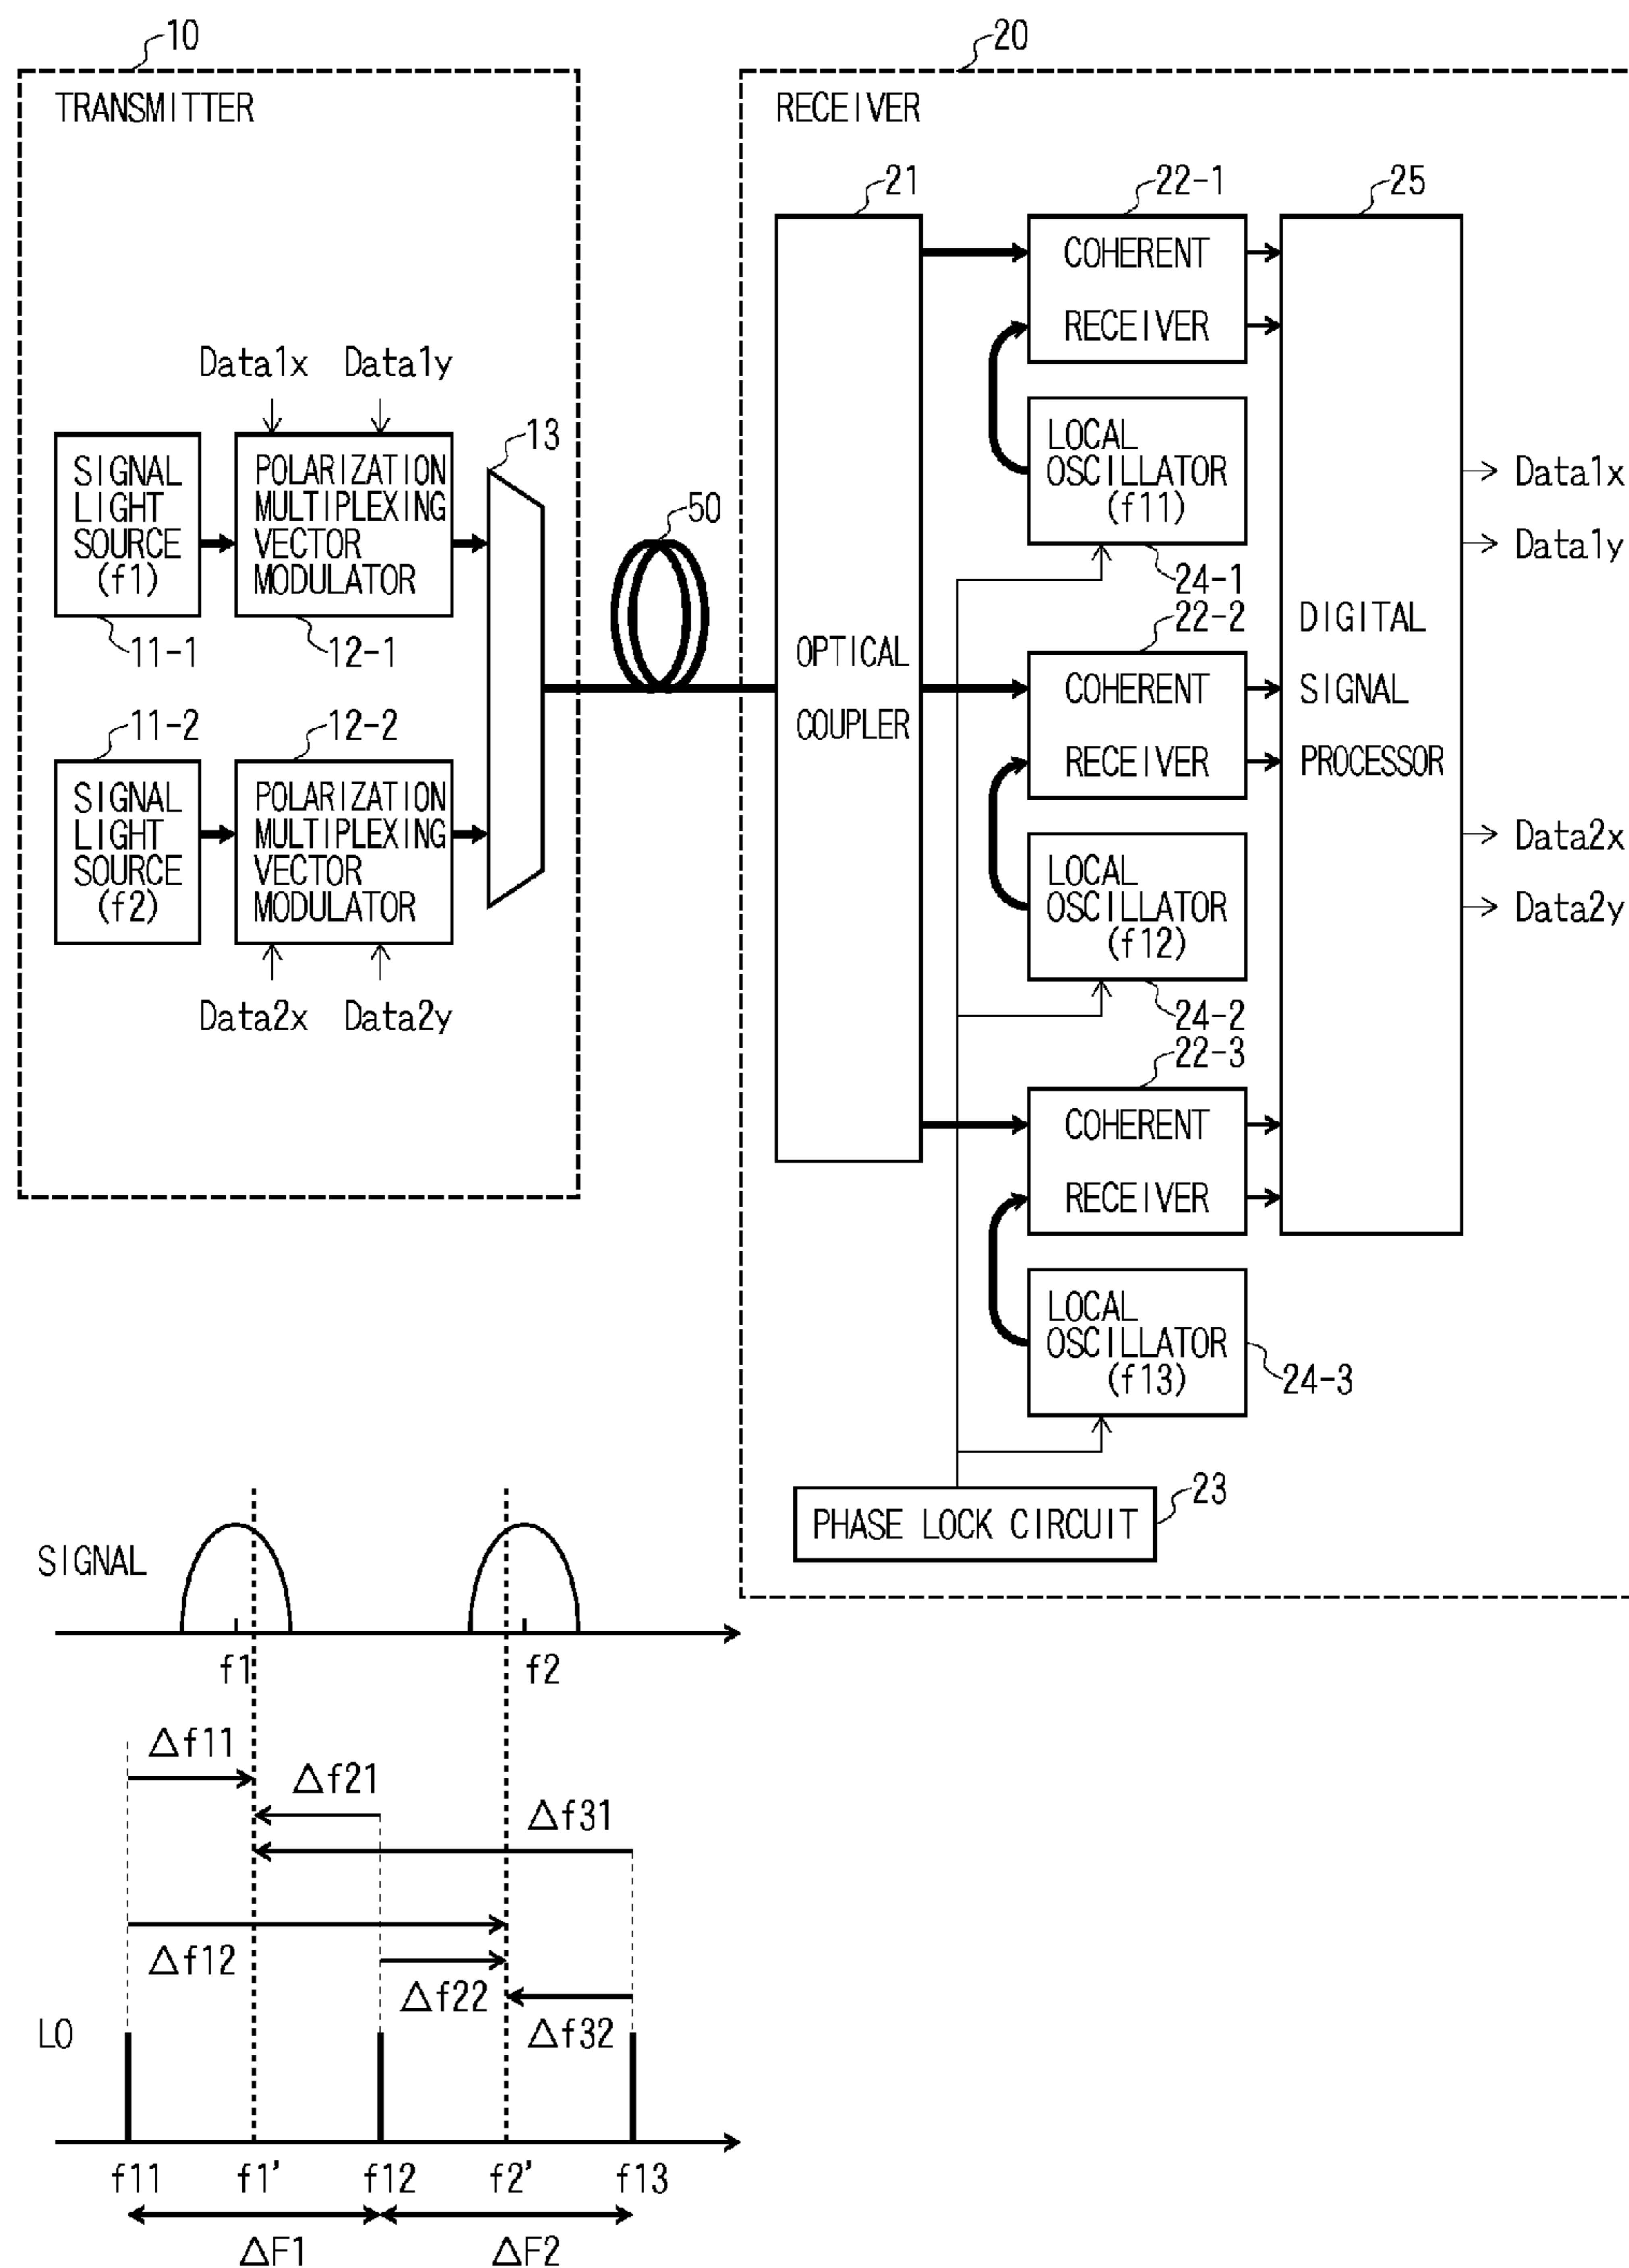 10
TRANSMITTER
Data1x
Data1y
13
SIGNAL
LIGHT
SOURCE
(f1)
POLARIZATION
MULTIPLEXING
VECTOR
MODULATOR
11-1
12-1
11-2
12-2
SIGNAL
LIGHT
SOURCE
(f2)
POLARIZATION
MULTIPLEXING
VECTOR
MODULATOR
Data2x
Data2y
50
20
RECEIVER
21
OPTICAL
COUPLER
22-1
COHERENT
RECEIVER
LOCAL
OSCILLATOR
(f11)
24-1
22-2
COHERENT
RECEIVER
LOCAL
OSCILLATOR
(f12)
24-2
22-3
COHERENT
RECEIVER
LOCAL
OSCILLATOR
(f13)
24-3
25
DIGITAL
SIGNAL
PROCESSOR
Data1x
Data1y
Data2x
Data2y
PHASE LOCK CIRCUIT
23
SIGNAL
f1
f2
Δf11
Δf21
Δf31
Δf12
Δf22
Δf32
LO
f11
f1'
f12
f2'
f13
ΔF1
ΔF2